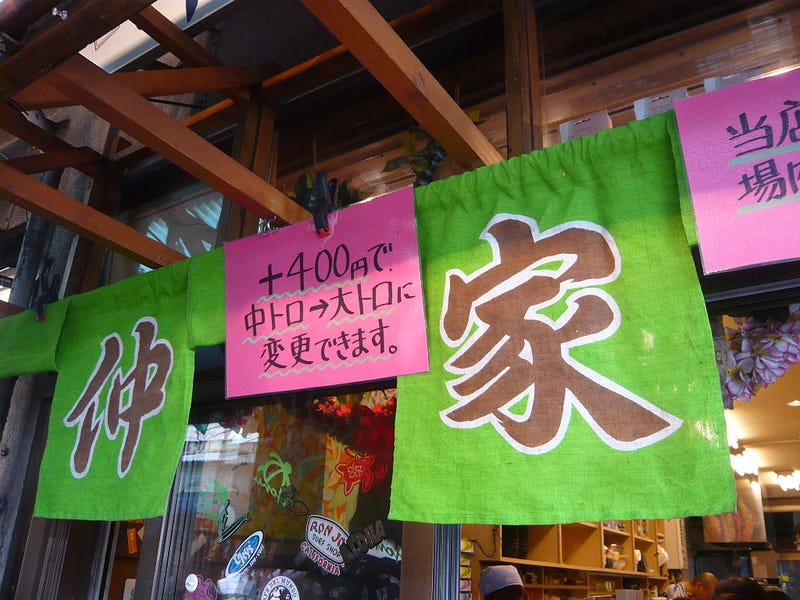 仲
+400円で
中トロ→大トロに
変更できます。
家
当店
場
RON JON
SURF SHOP
CALIFORNIA
ALOHA